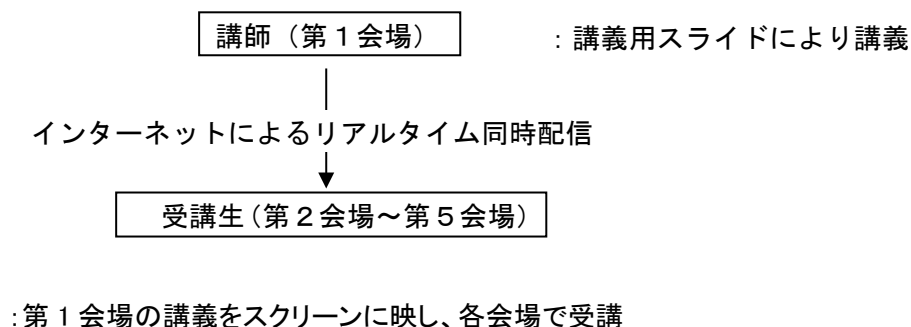 講師（第１会場）　：講義用スライドにより講義
インターネットによるリアルタイム同時配信
受講生（第２会場～第５会場）
：第１会場の講義をスクリーンに映し、各会場で受講